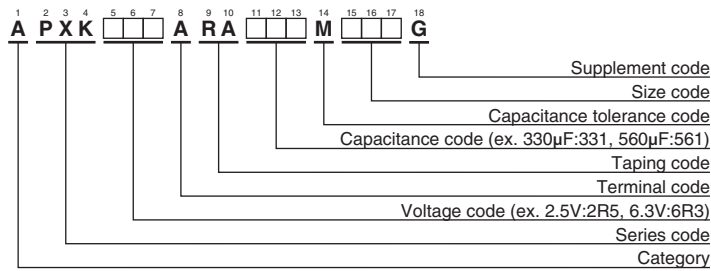 1 2 3 4 5 6 7 8 9 10 11 12 13 14 15 16 17 18
A P X K A R A M G
Supplement code
Size code
Capacitance tolerance code
Capacitance code (ex. 330µF:331, 560µF:561)
Taping code
Terminal code
Voltage code (ex. 2.5V:2R5, 6.3V:6R3)
Series code
Category